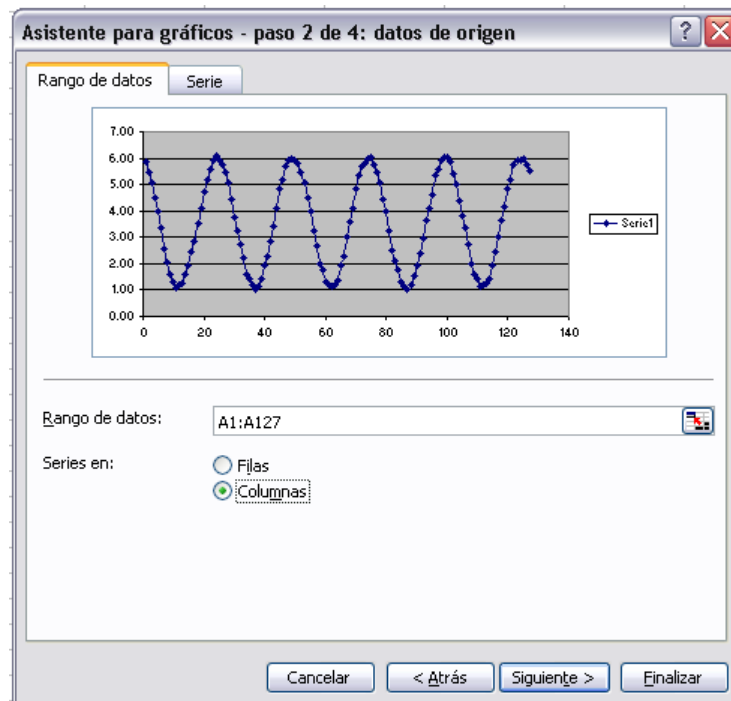 Asistente para gráficos - paso 2 de 4: datos de origen
?
Rango de datos
Serie
7.00
6.00
5.00
4.00
3.00
2.00
1.00
0.00
0 20 40 60 80 100 120 140
Serie1
Rango de datos:
A1:A127
Series en:
Filas
Columnas
Cancelar
< Atrás
Siguiente >
Finalizar